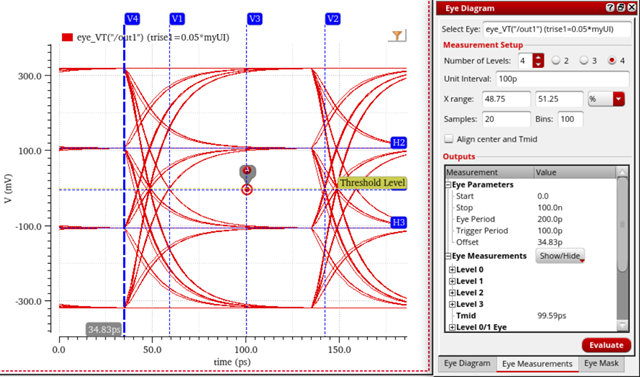 V4 V1 V3 V2
eye_VT("/out1") (trise1=0.05*myUI)
300.0
100.0
-100.0
-300.0
V (mV)
H2
Threshold Level
H3
34.83ps
0.0 50.0 100.0 150.0
time (ps)
Eye Diagram
Select Eye: eye_VT("/out1") (trise1=0.05*myUI)
Measurement Setup
Number of Levels: 4 2 3 4
Unit Interval: 100p
X range: 48.75 51.25 %
Samples: 20 Bins: 100
Align center and Tmid
Outputs
Measurement Value
Eye Parameters
Start 0.0
Stop 100.0n
Eye Period 200.0p
Trigger Period 100.0p
Offset 34.83p
Eye Measurements Show/Hide
Level 0
Level 1
Level 2
Level 3
Tmid 99.59ps
Level 0/1 Eye
Evaluate
Eye Diagram Eye Measurements Eye Mask